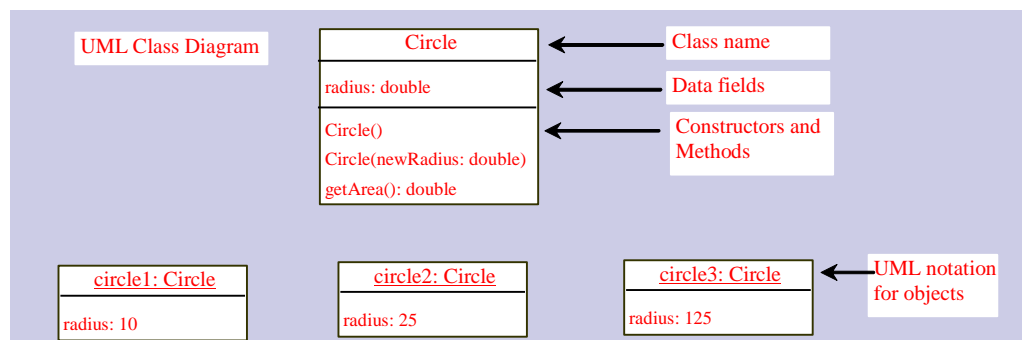 UML Class Diagram
Circle
Class name
radius: double
Data fields
Circle()
Circle(newRadius: double)
getArea(): double
Constructors and
Methods
circle1: Circle
radius: 10
circle2: Circle
radius: 25
circle3: Circle
radius: 125
UML notation
for objects